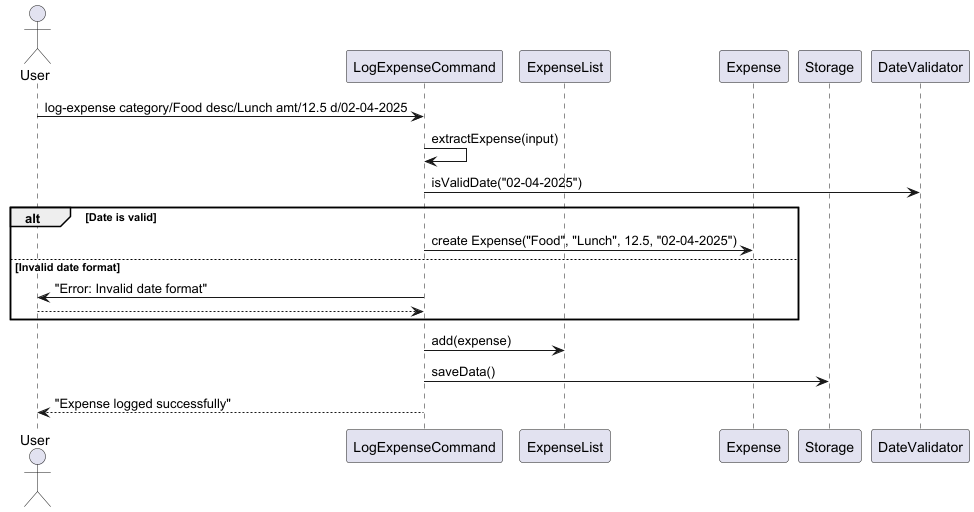 User
LogExpenseCommand
ExpenseList
Expense
Storage
DateValidator
log-expense category/Food desc/Lunch amt/12.5 d/02-04-2025
extractExpense(input)
isValidDate("02-04-2025")
alt
[Date is valid]
create Expense("Food", "Lunch", 12.5, "02-04-2025")
[Invalid date format]
"Error: Invalid date format"
add(expense)
saveData()
"Expense logged successfully"
User
LogExpenseCommand
ExpenseList
Expense
Storage
DateValidator